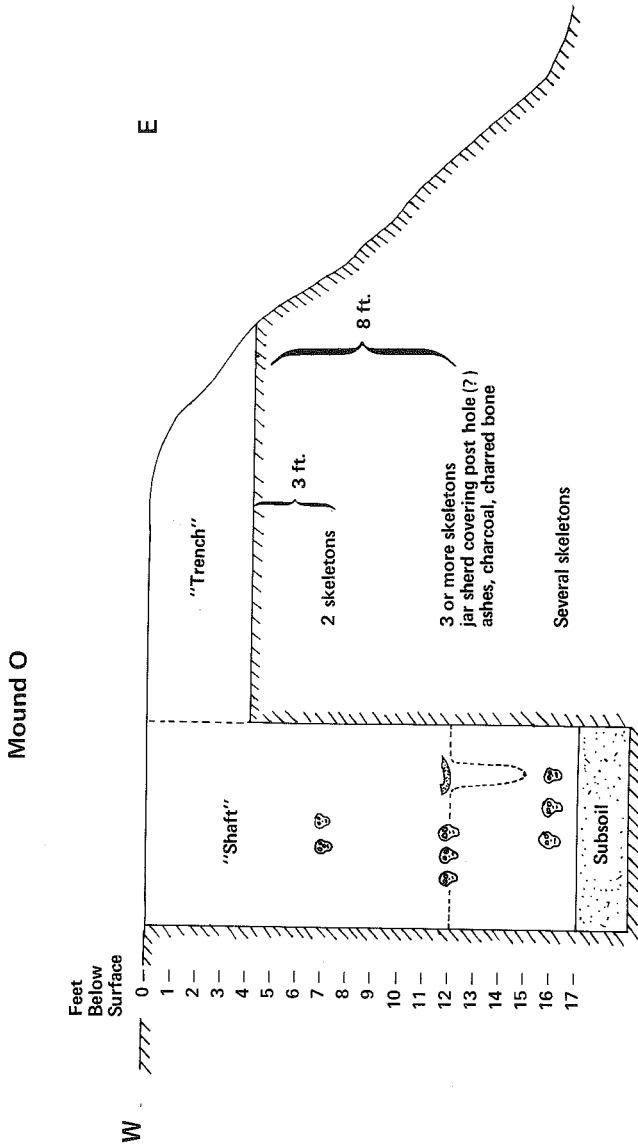 Mound O
W
E
Feet
Below
Surface
0
1
2
3
4
5
6
7
8
9
10
11
12
13
14
15
16
17
"Shaft"
"Trench"
3 ft.
8 ft.
2 skeletons
3 or more skeletons
jar sherd covering post hole (?)
ashes, charcoal, charred bone
Several skeletons
Subsoil